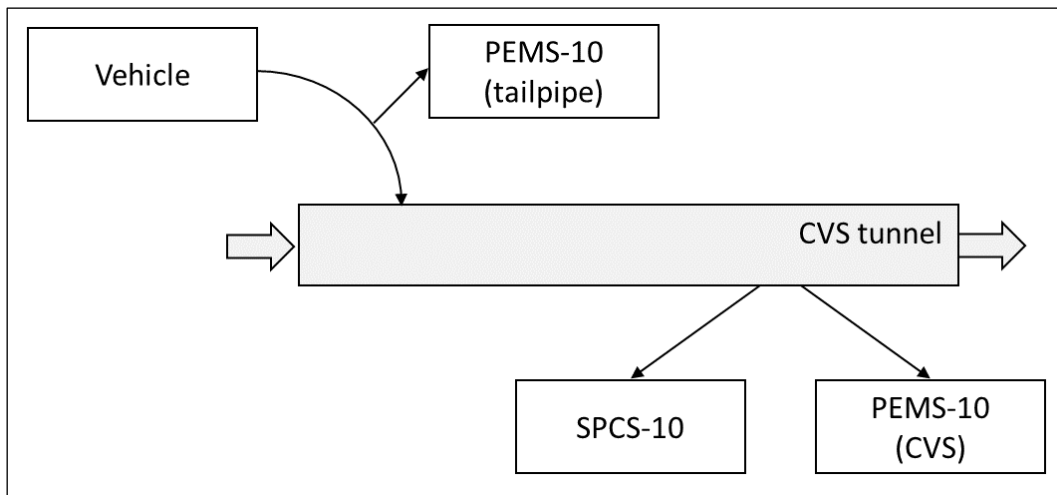 Vehicle
PEMS-10
(tailpipe)
CVS tunnel
SPCS-10
PEMS-10
(CVS)